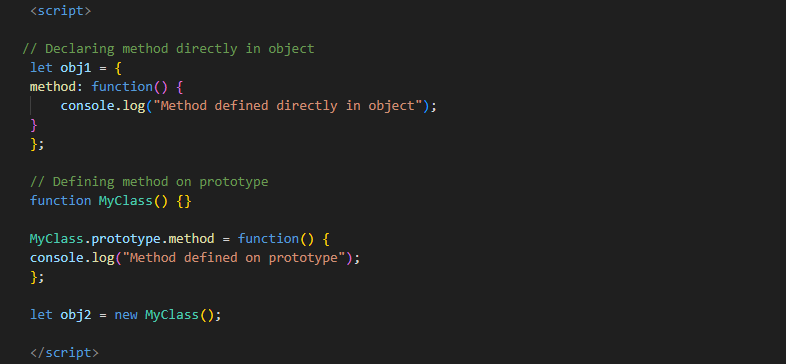 <script>
// Declaring method directly in object
let obj1 = {
method: function() {
console.log("Method defined directly in object");
}
};
// Defining method on prototype
function MyClass() {}
MyClass.prototype.method = function() {
console.log("Method defined on prototype");
};
let obj2 = new MyClass();
</script>